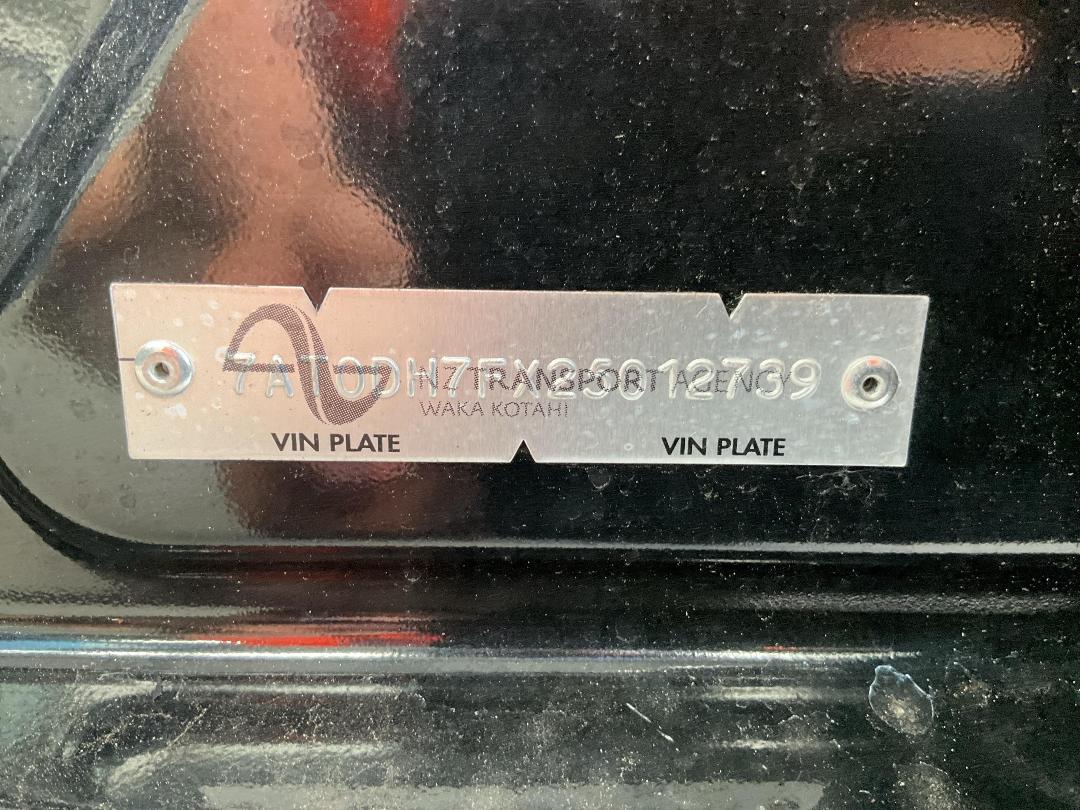 7AT0DH7FX25012739
NZ TRANSPORT AGENCY
WAKA KOTAHI
VIN PLATE VIN PLATE